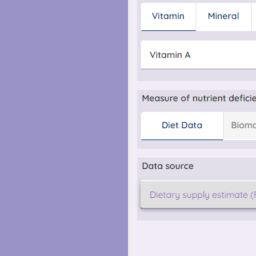 Vitamin Mineral
Vitamin A
Measure of nutrient deficie
Diet Data Bioma
Data source
Dietary supply estimate (F